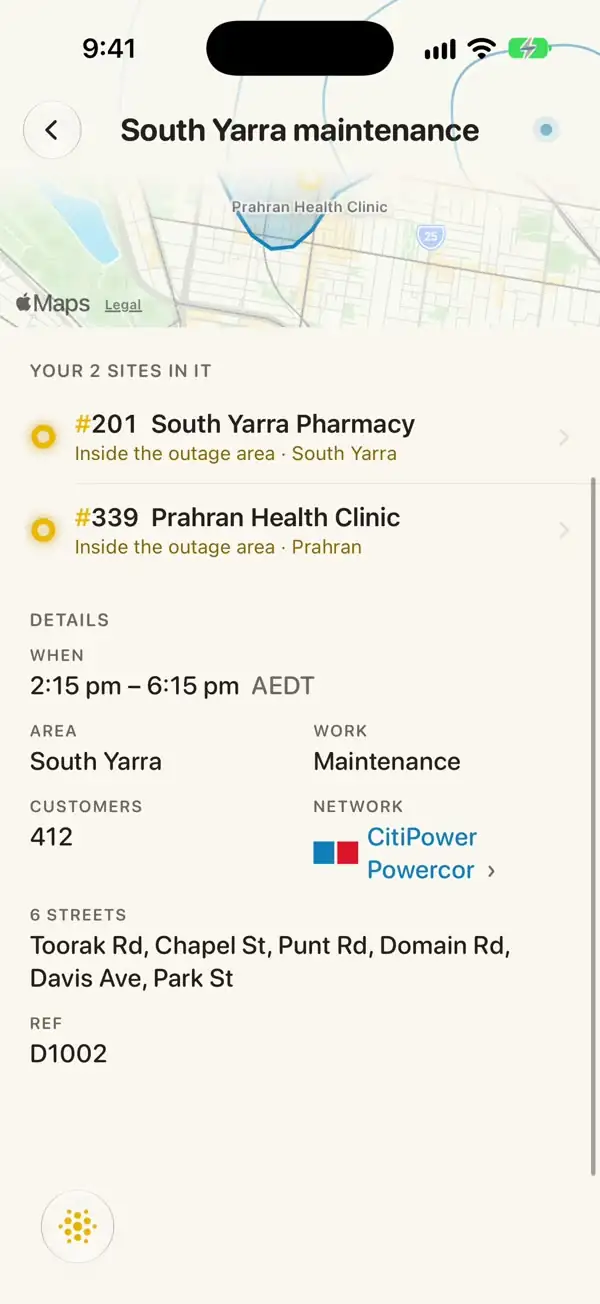 9:41
South Yarra maintenance
Prahran Health Clinic
25
Maps Legal
YOUR 2 SITES IN IT
#201 South Yarra Pharmacy
Inside the outage area · South Yarra
#339 Prahran Health Clinic
Inside the outage area · Prahran
DETAILS
WHEN
2:15 pm – 6:15 pm AEDT
AREA
South Yarra
WORK
Maintenance
CUSTOMERS
412
NETWORK
CitiPower
Powercor ›
6 STREETS
Toorak Rd, Chapel St, Punt Rd, Domain Rd,
Davis Ave, Park St
REF
D1002